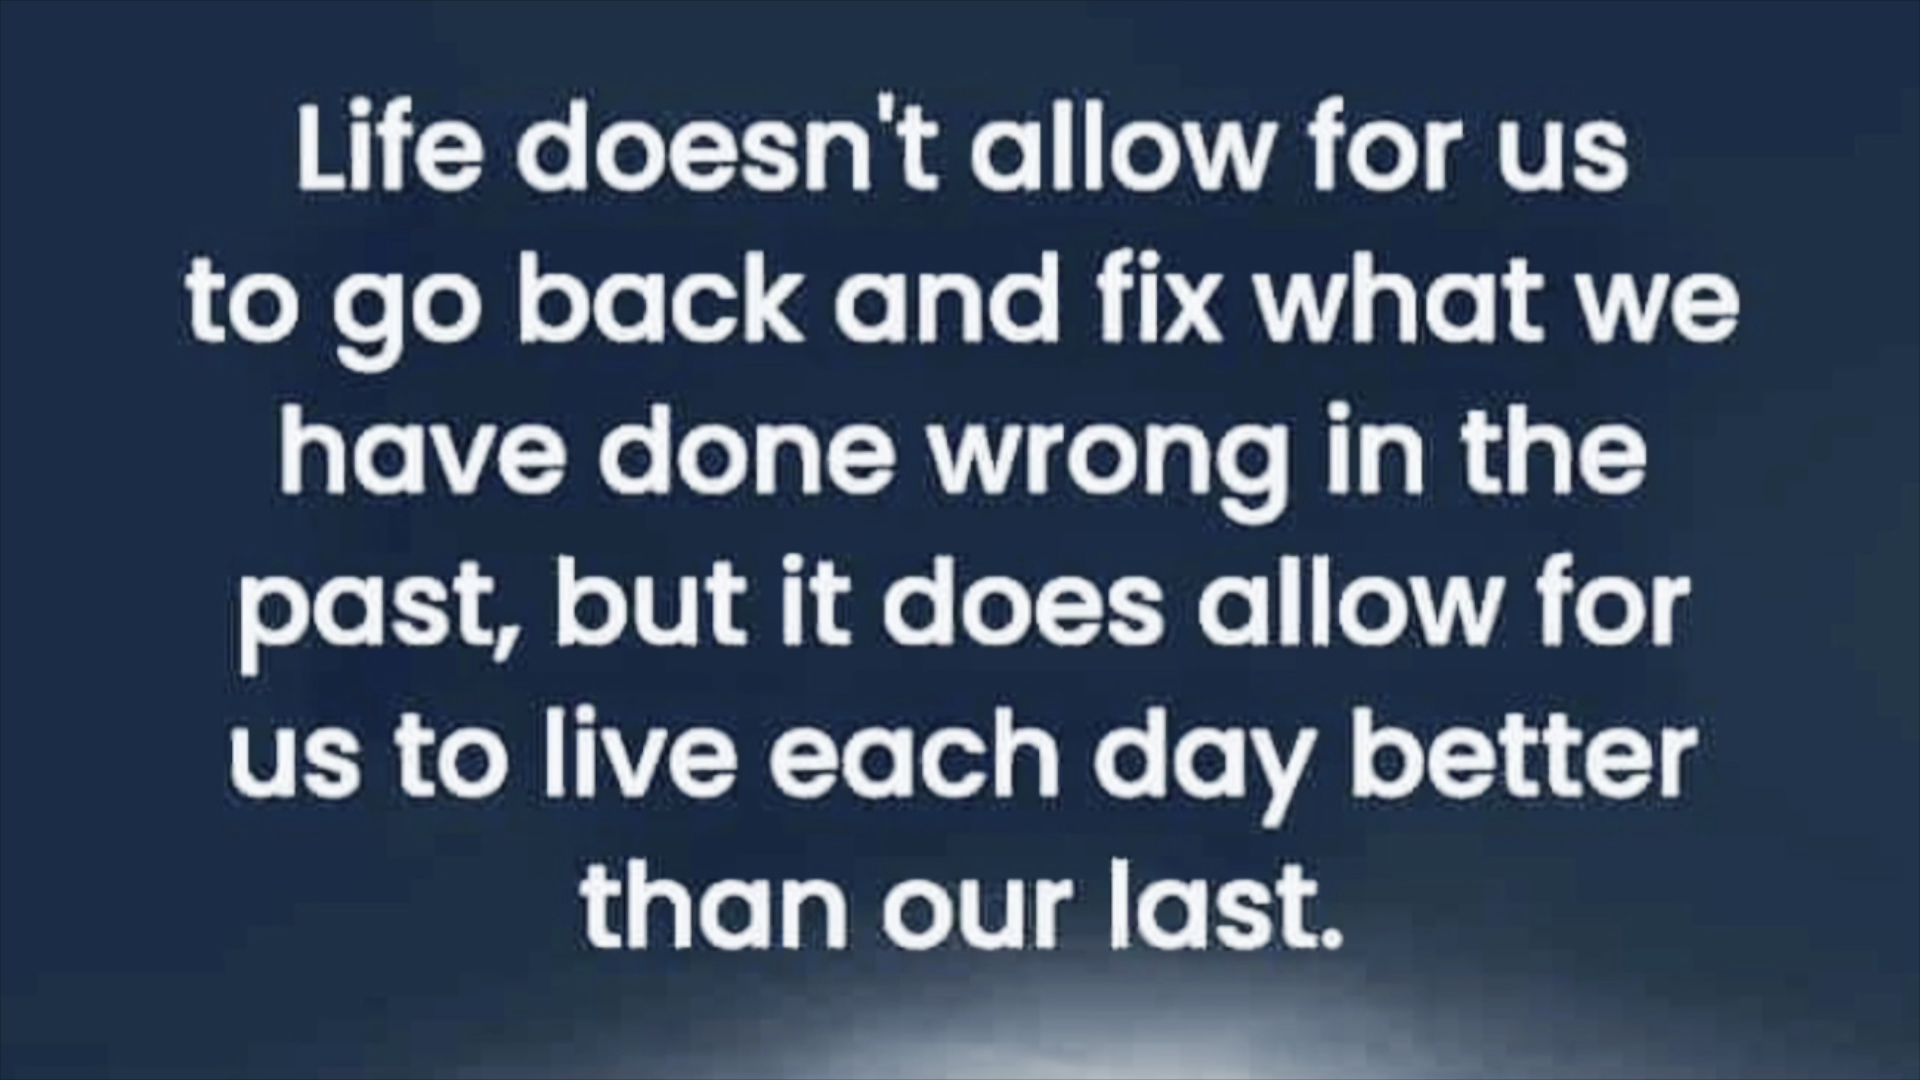 Life doesn't allow for us
to go back and fix what we
have done wrong in the
past, but it does allow for
us to live each day better
than our last.